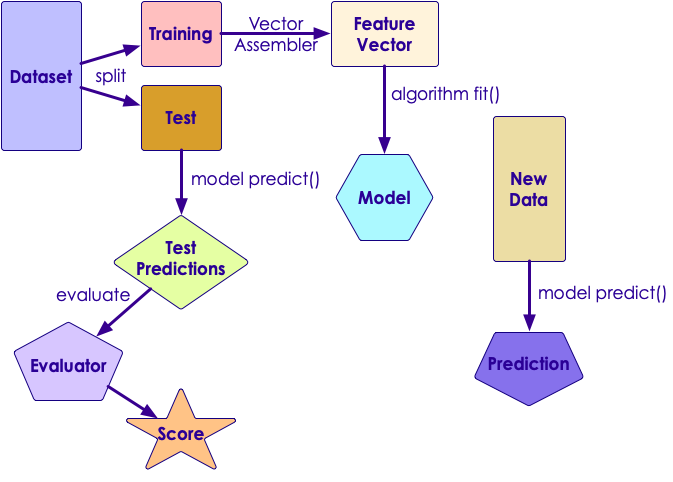 Dataset
split
Training
Vector
Assembler
Feature
Vector
algorithm fit()
Model
Test
model predict()
Test
Predictions
evaluate
Evaluator
Score
New
Data
model predict()
Prediction